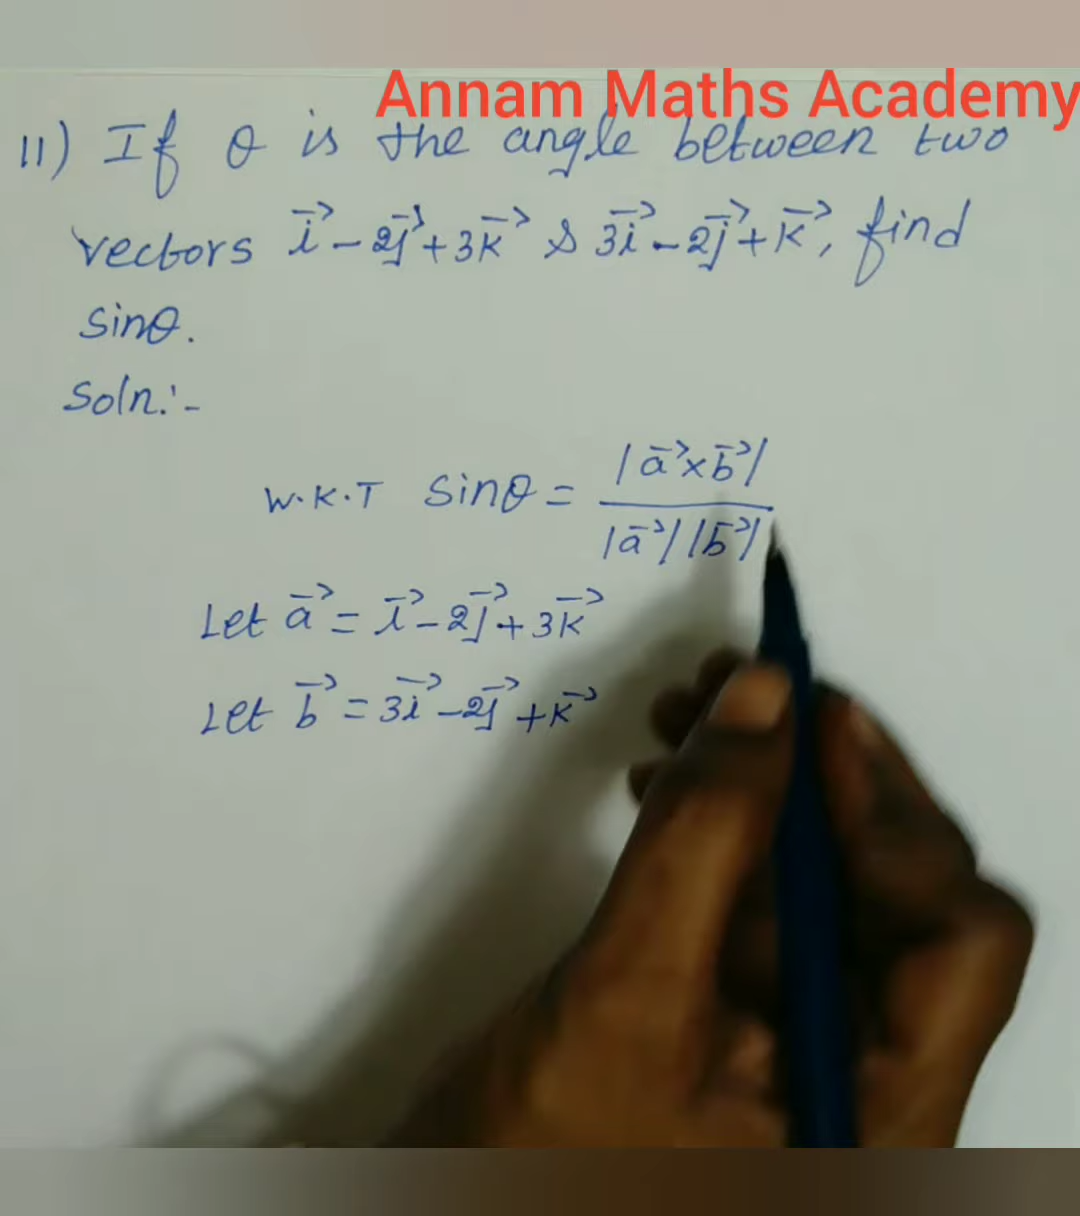 Annam Maths Academy
11) If θ is the angle between two
vectors i⃗ - 2j⃗ + 3k⃗ & 3i⃗ - 2j⃗ + k⃗, find
sinθ.
Soln:-
W.K.T sinθ = |a⃗ × b⃗| / |a⃗| |b⃗|
Let a⃗ = i⃗ - 2j⃗ + 3k⃗
Let b⃗ = 3i⃗ - 2j⃗ + k⃗